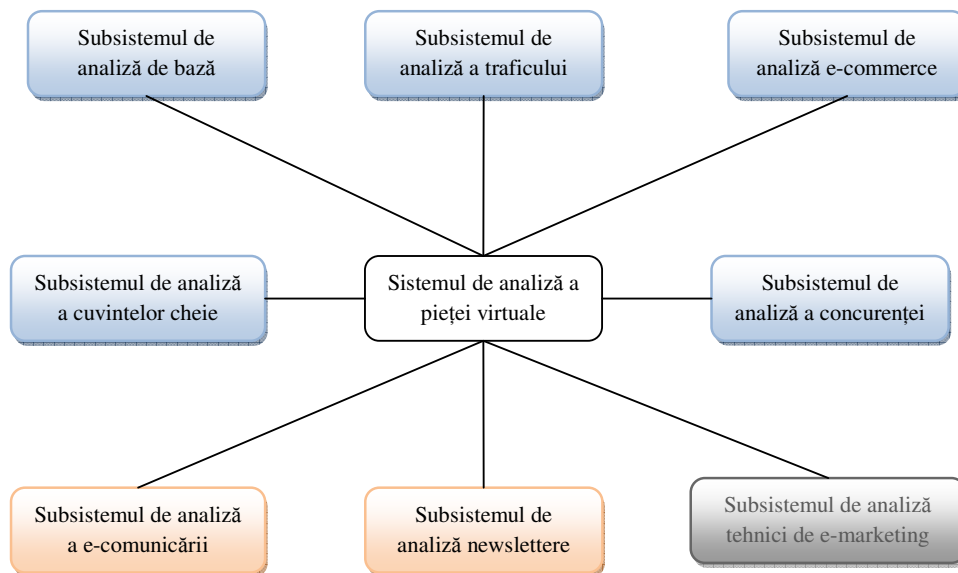 Subsistemul de
analiză de bază
Subsistemul de
analiză a traficului
Subsistemul de
analiză e-commerce
Subsistemul de analiză
a cuvintelor cheie
Sistemul de analiză a
pieței virtuale
Subsistemul de
analiză a concurenței
Subsistemul de analiză
a e-comunicării
Subsistemul de
analiză newslettere
Subsistemul de analiză
tehnici de e-marketing